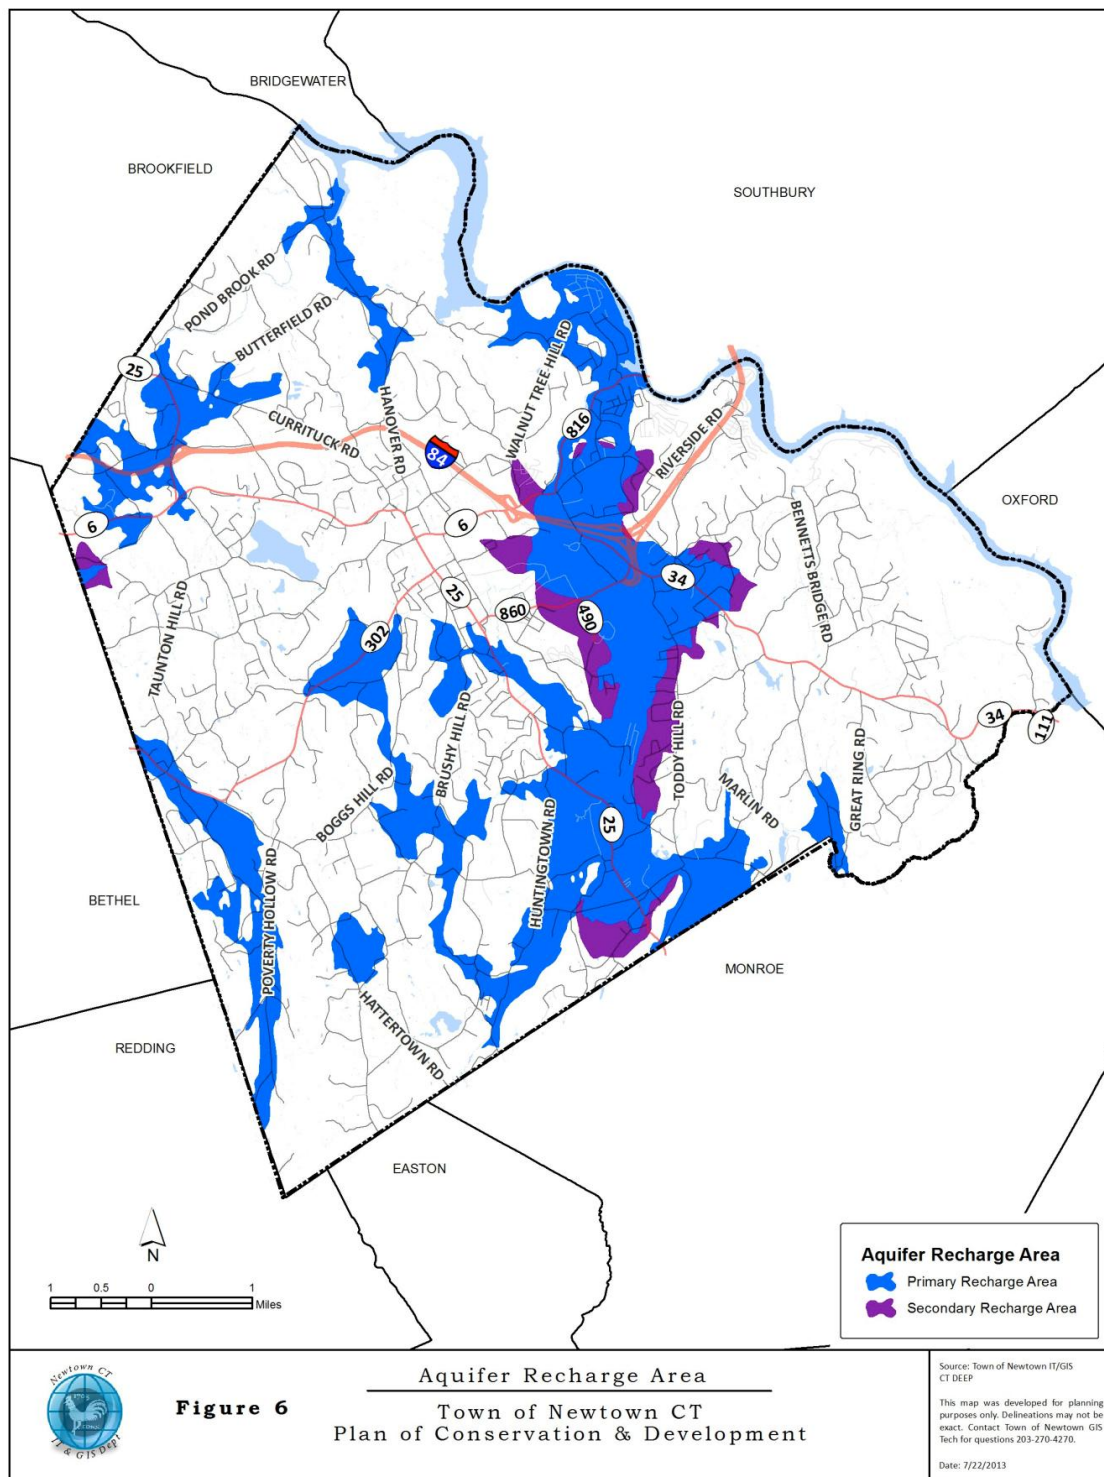 BRIDGEWATER
BROOKFIELD
SOUTHBURY
POND BROOK RD
BUTTERFIELD RD
25
HANOVER RD
WALNUT TREE HILL RD
816
CURRITUCK RD
84
RIVERSIDE RD
OXFORD
6
6
BENNETTS BRIDGE RD
34
25
860
490
TAUNTON HILL RD
302
BRUSHY HILL RD
TODDY HILL RD
34
111
BOGGS HILL RD
MARLIN RD
GREAT RING RD
25
HUNTINGTOWN RD
BETHEL
POVERTY HOLLOW RD
MONROE
HATTERTOWN RD
REDDING
EASTON
N
1 0.5 0 1
Miles
Aquifer Recharge Area
Primary Recharge Area
Secondary Recharge Area
Newtown CT
IT & GIS Dept
Figure 6
Aquifer Recharge Area
Town of Newtown CT
Plan of Conservation & Development
Source: Town of Newtown IT/GIS
CT DEEP
This map was developed for planning
purposes only. Delineations may not be
exact. Contact Town of Newtown GIS
Tech for questions 203-270-4270.
Date: 7/22/2013